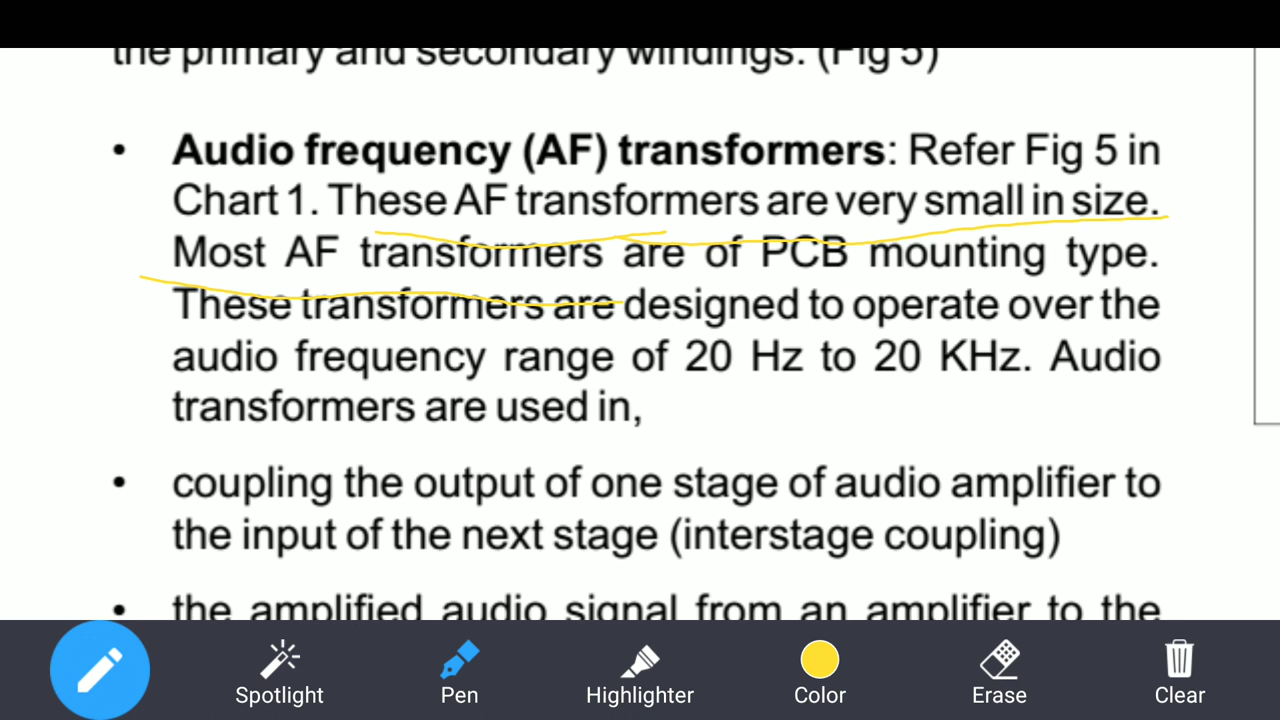 the primary and secondary windings. (Fig 5)
• Audio frequency (AF) transformers: Refer Fig 5 in
Chart 1. These AF transformers are very small in size.
Most AF transformers are of PCB mounting type.
These transformers are designed to operate over the
audio frequency range of 20 Hz to 20 KHz. Audio
transformers are used in,
• coupling the output of one stage of audio amplifier to
the input of the next stage (interstage coupling)
• the amplified audio signal from an amplifier to the
Spotlight Pen Highlighter Color Erase Clear